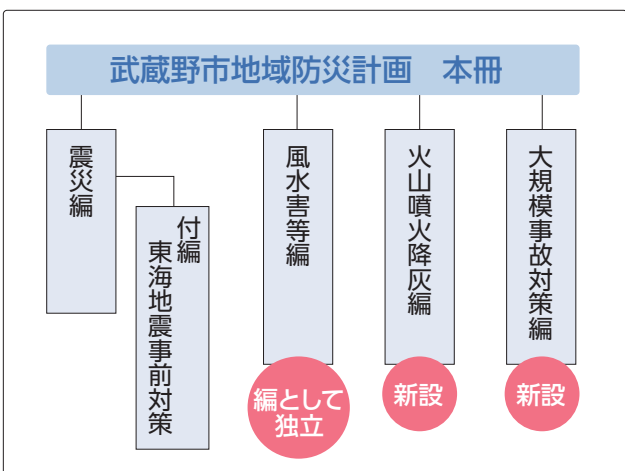 武蔵野市地域防災計画　本冊
震災編
付編
東海地震事前対策
風水害等編
編として
独立
火山噴火降灰編
新設
大規模事故対策編
新設